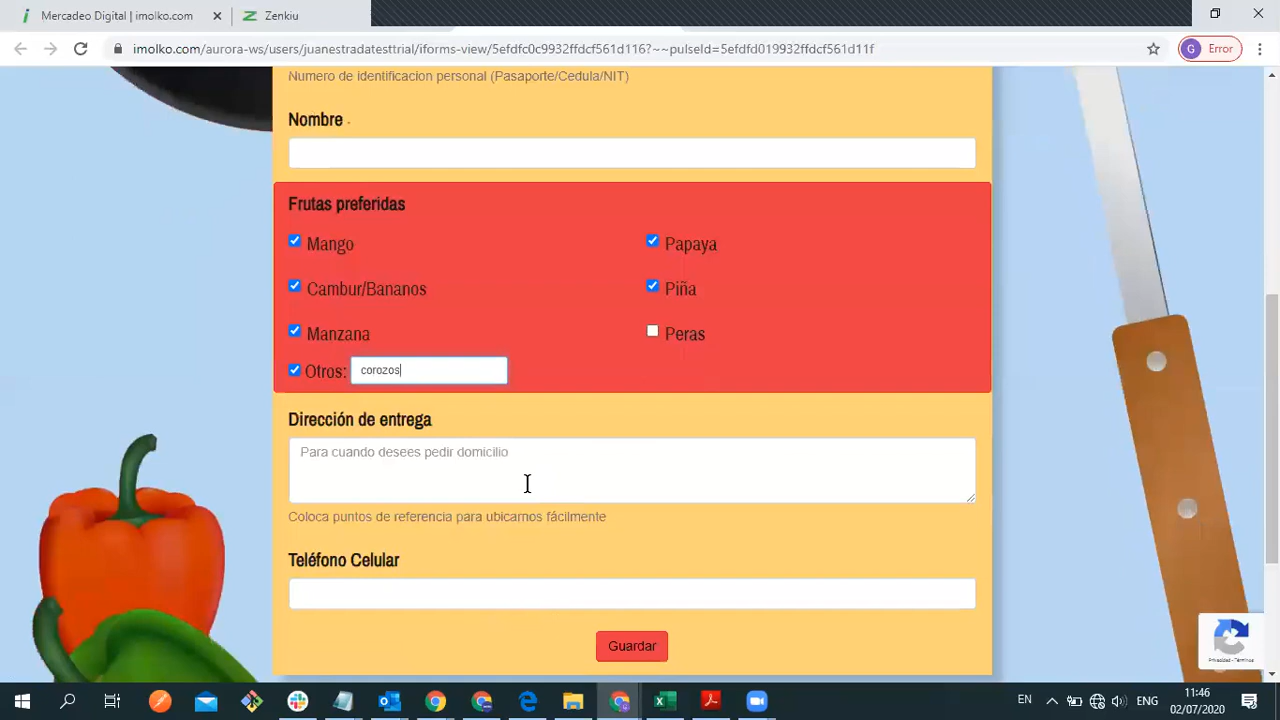 Mercadeo Digital | imolko.com
Zenkiu
imolko.com/aurora-ws/users/juanestradatesttrial/iforms-view/5efdfc0c9932ffdcf561d116?~~pulseId=5efdfd019932ffdcf561d11f
G Error
Numero de identificacion personal (Pasaporte/Cedula/NIT)
Nombre
Frutas preferidas
Mango
Papaya
Cambur/Bananos
Piña
Manzana
Peras
Otros: corozos
Dirección de entrega
Para cuando desees pedir domicilio
Coloca puntos de referencia para ubicarnos fácilmente
Teléfono Celular
Guardar
Privacidad - Términos
EN
ENG
11:46
02/07/2020